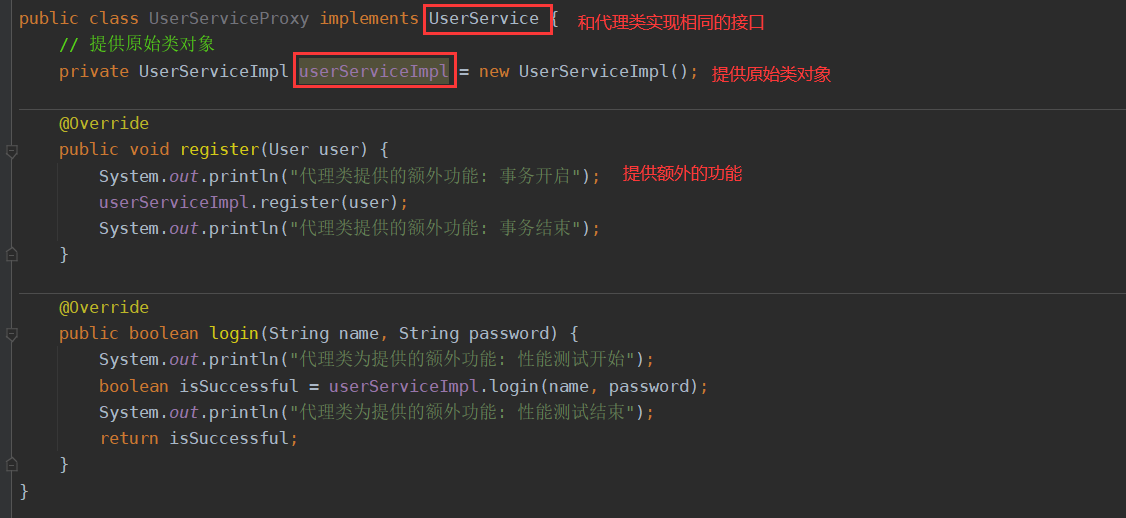 public class UserServiceProxy implements UserService { 和代理类实现相同的接口
// 提供原始类对象
private UserServiceImpl userServiceImpl = new UserServiceImpl(); 提供原始类对象
@Override
public void register(User user) {
System.out.println("代理类提供的额外功能: 事务开启"); 提供额外的功能
userServiceImpl.register(user);
System.out.println("代理类提供的额外功能: 事务结束");
}
@Override
public boolean login(String name, String password) {
System.out.println("代理类为提供的额外功能: 性能测试开始");
boolean isSuccessful = userServiceImpl.login(name, password);
System.out.println("代理类为提供的额外功能: 性能测试结束");
return isSuccessful;
}
}